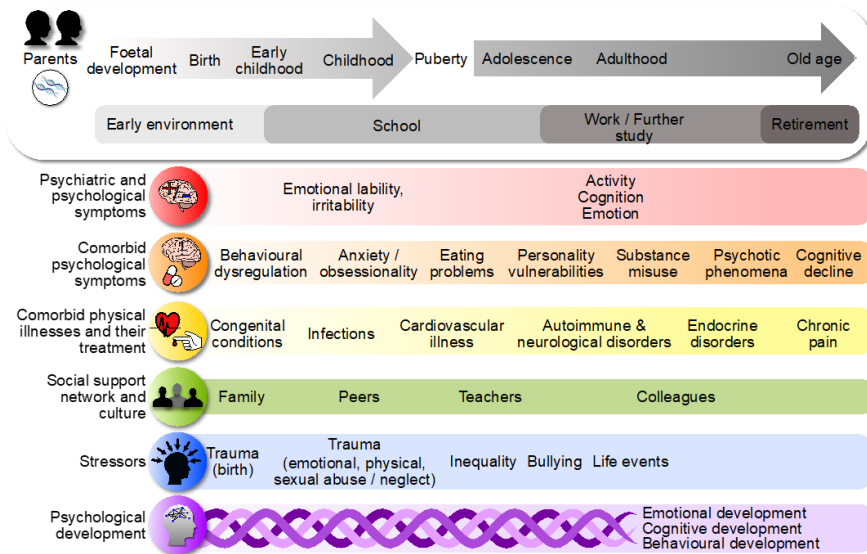 Parents
Foetal
development
Birth
Early
childhood
Childhood
Puberty
Adolescence
Adulthood
Old age
Early environment
School
Work / Further
study
Retirement
Psychiatric and
psychological
symptoms
Emotional lability,
irritability
Activity
Cognition
Emotion
Comorbid
psychological
symptoms
Behavioural
dysregulation
Anxiety /
obsessionality
Eating
problems
Personality
vulnerabilities
Substance
misuse
Psychotic
phenomena
Cognitive
decline
Comorbid physical
illnesses and their
treatment
Congenital
conditions
Infections
Cardiovascular
illness
Autoimmune &
neurological disorders
Endocrine
disorders
Chronic
pain
Social support
network and
culture
Family
Peers
Teachers
Colleagues
Stressors
Trauma
(birth)
Trauma
(emotional, physical,
sexual abuse / neglect)
Inequality
Bullying
Life events
Psychological
development
Emotional development
Cognitive development
Behavioural development